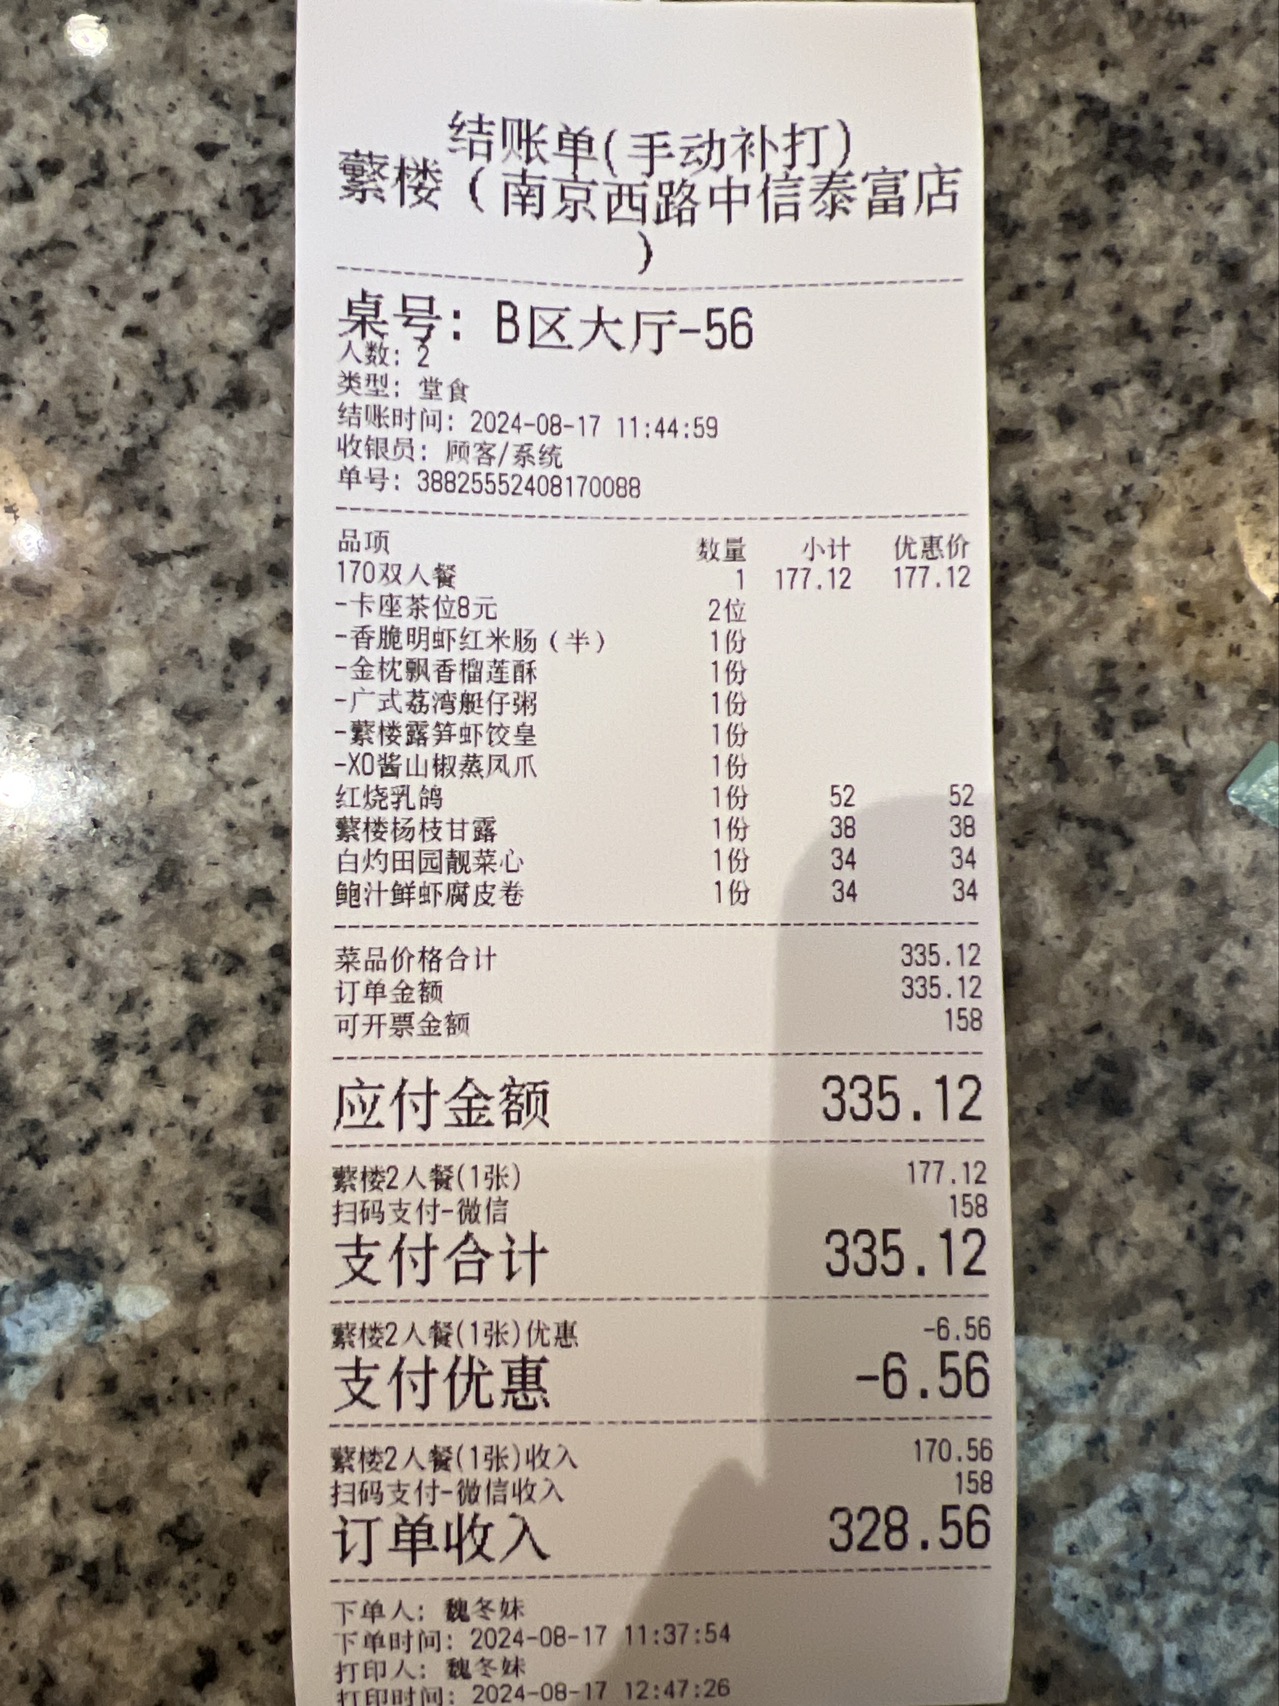 结账单(手动补打)
蘩楼（南京西路中信泰富店
）
桌号: B区大厅-56
人数: 2
类型: 堂食
结账时间: 2024-08-17 11:44:59
收银员: 顾客/系统
单号: 38825552408170088
品项 数量 小计 优惠价
170双人餐 1 177.12 177.12
-卡座茶位8元 2位
-香脆明虾红米肠（半） 1份
-金枕飘香榴莲酥 1份
-广式荔湾艇仔粥 1份
-蘩楼露笋虾饺皇 1份
-XO酱山椒蒸凤爪 1份
红烧乳鸽 1份 52 52
蘩楼杨枝甘露 1份 38 38
白灼田园靓菜心 1份 34 34
鲍汁鲜虾腐皮卷 1份 34 34
菜品价格合计 335.12
订单金额 335.12
可开票金额 158
应付金额 335.12
蘩楼2人餐(1张) 177.12
扫码支付-微信 158
支付合计 335.12
蘩楼2人餐(1张)优惠 -6.56
支付优惠 -6.56
蘩楼2人餐(1张)收入 170.56
扫码支付-微信收入 158
订单收入 328.56
下单人: 魏冬妹
下单时间: 2024-08-17 11:37:54
打印人: 魏冬妹
打印时间: 2024-08-17 12:47:26